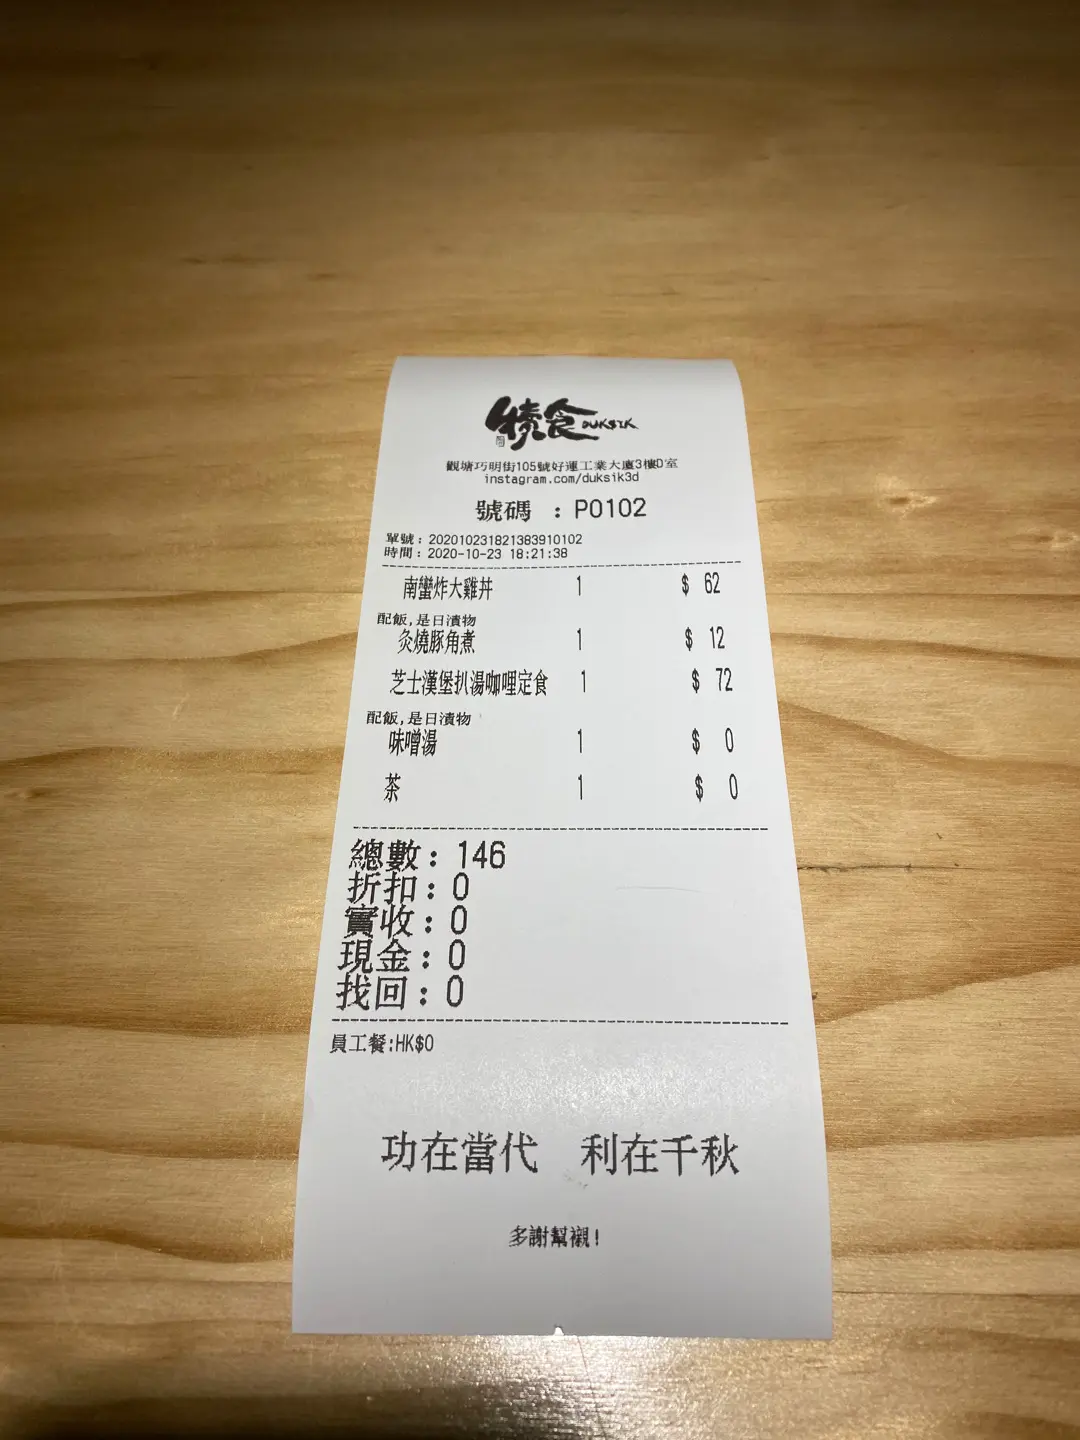 犢食 DUKSIK
觀塘巧明街105號好運工業大廈3樓D室
instagram.com/duksik3d
號碼 : P0102
單號: 202010231821383910102
時間: 2020-10-23 18:21:38
南蠻炸大雞丼 1 $ 62
配飯,是日漬物
灸燒豚角煮 1 $ 12
芝士漢堡扒湯咖哩定食 1 $ 72
配飯,是日漬物
味噌湯 1 $ 0
茶 1 $ 0
總數: 146
折扣: 0
實收: 0
現金: 0
找回: 0
員工餐:HK$0
功在當代 利在千秋
多謝幫襯!